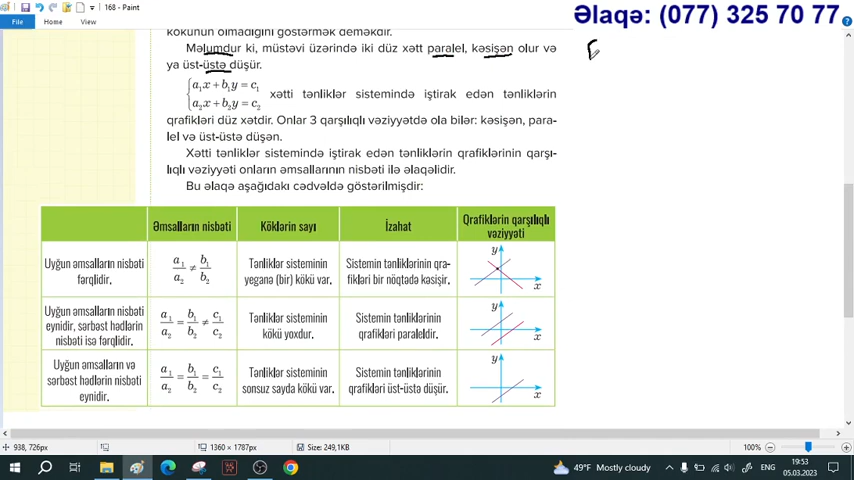 168 - Paint
Əlaqə: (077) 325 70 77
File
Home
View
kökünün olmadığını göstərmək deməkdir.
Məlumdur ki, müstəvi üzərində iki düz xətt paralel, kəsişən olur və
ya üst-üstə düşür.
a₁x + b₁y = c₁
a₂x + b₂y = c₂
xətti tənliklər sistemində iştirak edən tənliklərin
qrafikləri düz xətdir. Onlar 3 qarşılıqlı vəziyyətdə ola bilər: kəsişən, para-
lel və üst-üstə düşən.
Xətti tənliklər sistemində iştirak edən tənliklərin qrafiklərinin qarşı-
lıqlı vəziyyəti onların əmsallarının nisbəti ilə əlaqəlidir.
Bu əlaqə aşağıdakı cədvəldə göstərilmişdir:
Əmsalların nisbəti
Köklərin sayı
İzahat
Qrafiklərin qarşılıqlı
vəziyyəti
Uyğun əmsalların nisbəti
fərqlidir.
a₁/a₂ ≠ b₁/b₂
Tənliklər sisteminin
yeganə (bir) kökü var.
Sistemin tənliklərinin qra-
fikləri bir nöqtədə kəsişir.
y
x
Uyğun əmsalların nisbəti
eynidir, sərbəst hədlərin
nisbəti isə fərqlidir.
a₁/a₂ = b₁/b₂ ≠ c₁/c₂
Tənliklər sisteminin
kökü yoxdur.
Sistemin tənliklərinin
qrafikləri paraleldir.
y
x
Uyğun əmsalların və
sərbəst hədlərin nisbəti
eynidir.
a₁/a₂ = b₁/b₂ = c₁/c₂
Tənliklər sisteminin
sonsuz sayda kökü var.
Sistemin tənliklərinin
qrafikləri üst-üstə düşür.
y
x
938, 726px
1360 × 1787px
Size: 249,1KB
100%
49°F Mostly cloudy
ENG
19:53
05.03.2023